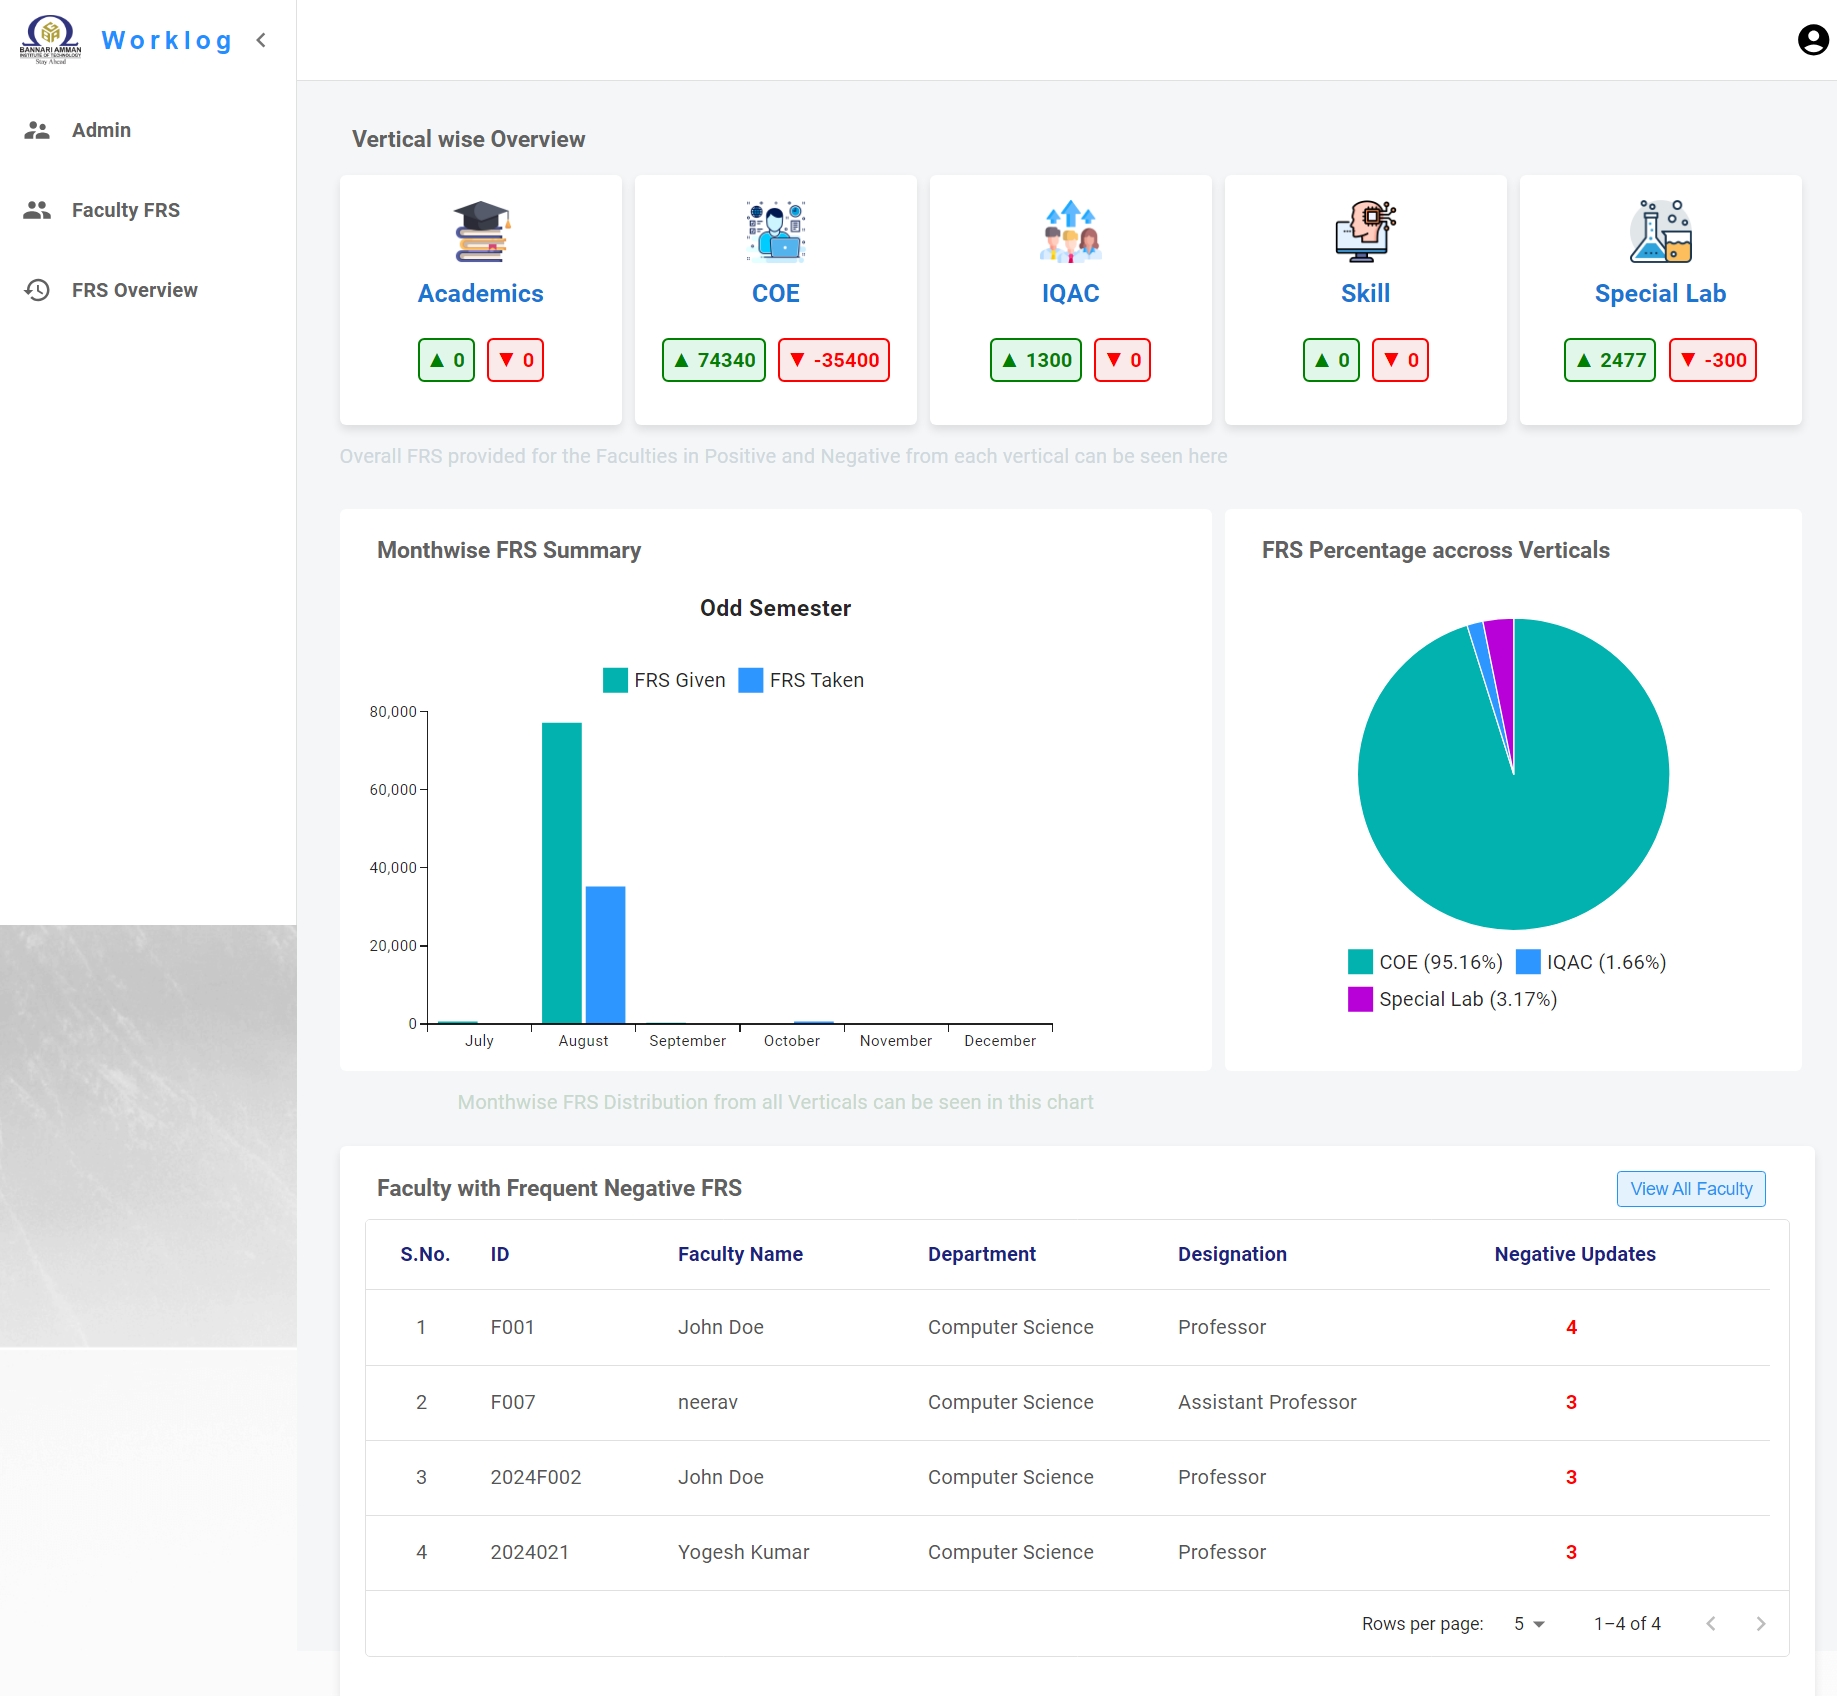 BANNARI AMMAN
INSTITUTE OF TECHNOLOGY
Stay Ahead
Worklog
Admin
Faculty FRS
FRS Overview
Vertical wise Overview
Academics
▲ 0 ▼ 0
COE
▲ 74340 ▼ -35400
IQAC
▲ 1300 ▼ 0
Skill
▲ 0 ▼ 0
Special Lab
▲ 2477 ▼ -300
Overall FRS provided for the Faculties in Positive and Negative from each vertical can be seen here
Monthwise FRS Summary
Odd Semester
FRS Given FRS Taken
80,000
60,000
40,000
20,000
0
July August September October November December
FRS Percentage accross Verticals
COE (95.16%) IQAC (1.66%)
Special Lab (3.17%)
Monthwise FRS Distribution from all Verticals can be seen in this chart
Faculty with Frequent Negative FRS
View All Faculty
S.No. ID Faculty Name Department Designation Negative Updates
1 F001 John Doe Computer Science Professor 4
2 F007 neerav Computer Science Assistant Professor 3
3 2024F002 John Doe Computer Science Professor 3
4 2024021 Yogesh Kumar Computer Science Professor 3
Rows per page: 5 1–4 of 4